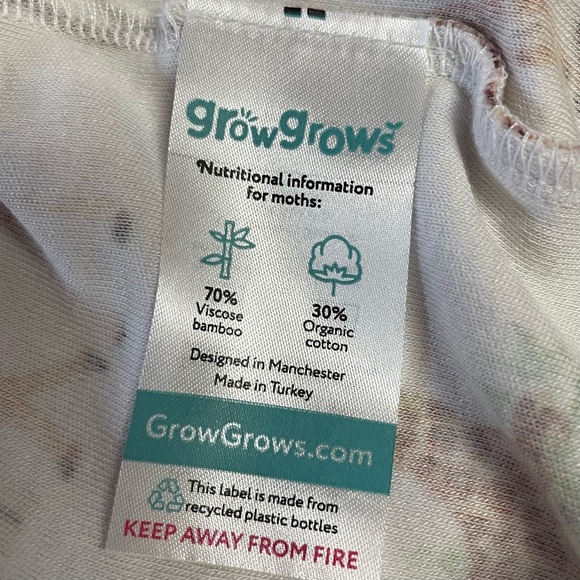 growgrows
Nutritional information
for moths:
70%
Viscose
bamboo
30%
Organic
cotton
Designed in Manchester
Made in Turkey
GrowGrows.com
This label is made from
recycled plastic bottles
KEEP AWAY FROM FIRE